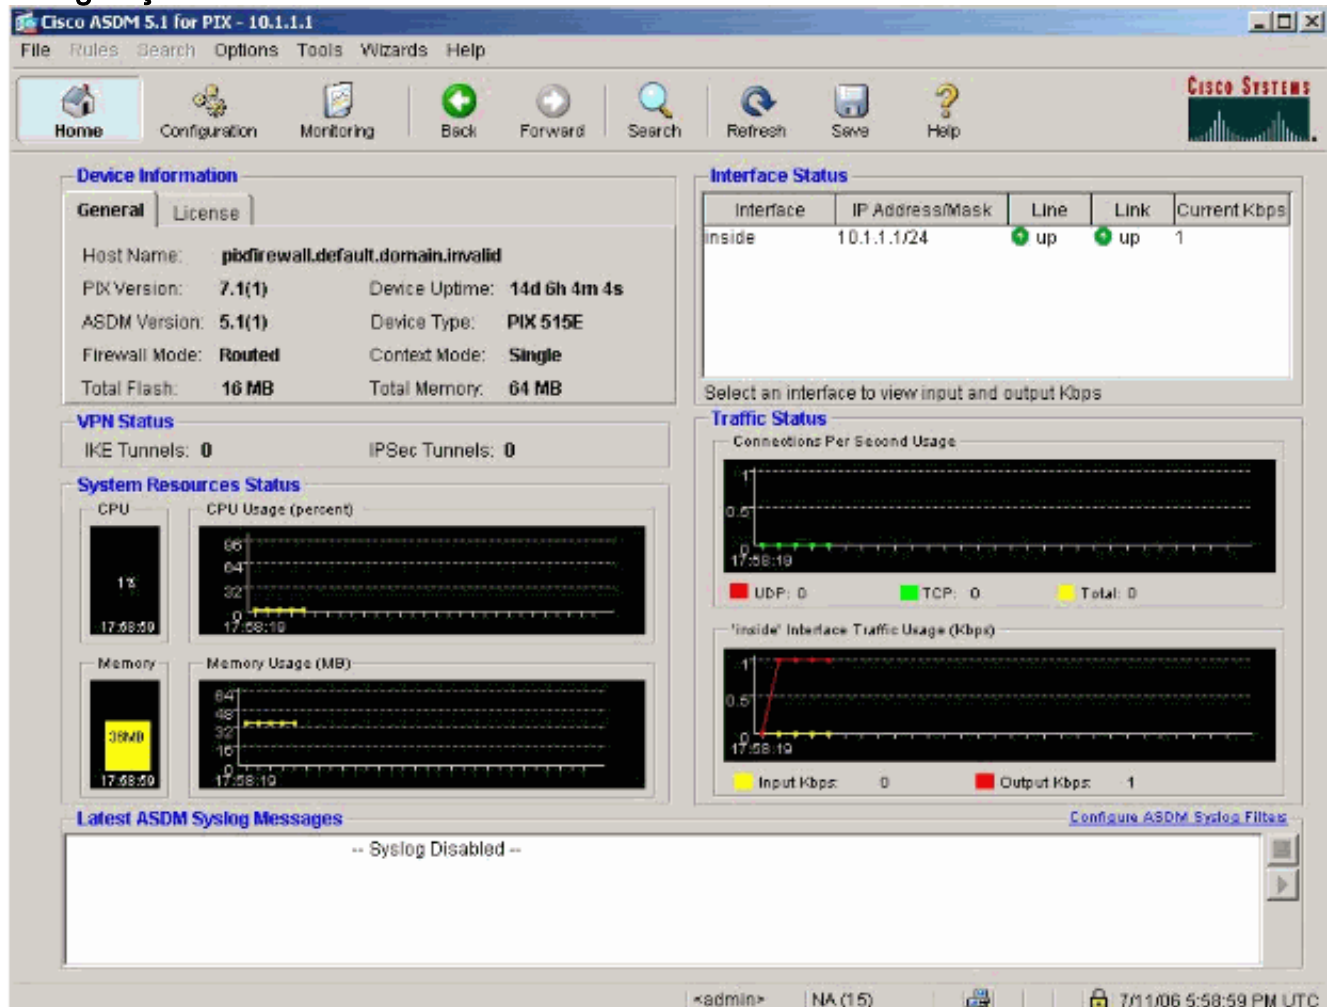 Cisco ASDM 5.1 for PIX - 10.1.1.1
File Rules Search Options Tools Wizards Help
Home Configuration Monitoring Back Forward Search Refresh Save Help
CISCO SYSTEMS
Device Information
General License
Host Name: pixfirewall.default.domain.invalid
PIX Version: 7.1(1) Device Uptime: 14d 6h 4m 4s
ASDM Version: 5.1(1) Device Type: PIX 515E
Firewall Mode: Routed Context Mode: Single
Total Flash: 16 MB Total Memory: 64 MB
Interface Status
Interface IP Address/Mask Line Link Current Kbps
inside 10.1.1.1/24 up up 1
Select an interface to view input and output Kbps
VPN Status
IKE Tunnels: 0 IPSec Tunnels: 0
System Resources Status
CPU
1%
17:58:59
CPU Usage (percent)
96
64
32
0
17:58:19
Memory
17:58:59
Memory Usage (MB)
64
48
32
16
0
17:58:19
Traffic Status
Connections Per Second Usage
1
0.5
0
17:58:19
UDP: 0 TCP: 0 Total: 0
'inside' Interface Traffic Usage (Kbps)
1
0.5
0
17:58:19
Input Kbps: 0 Output Kbps: 1
Latest ASDM Syslog Messages Configure ASDM Syslog Filters
-- Syslog Disabled --
<admin> NA (15) 7/11/06 5:58:59 PM UTC